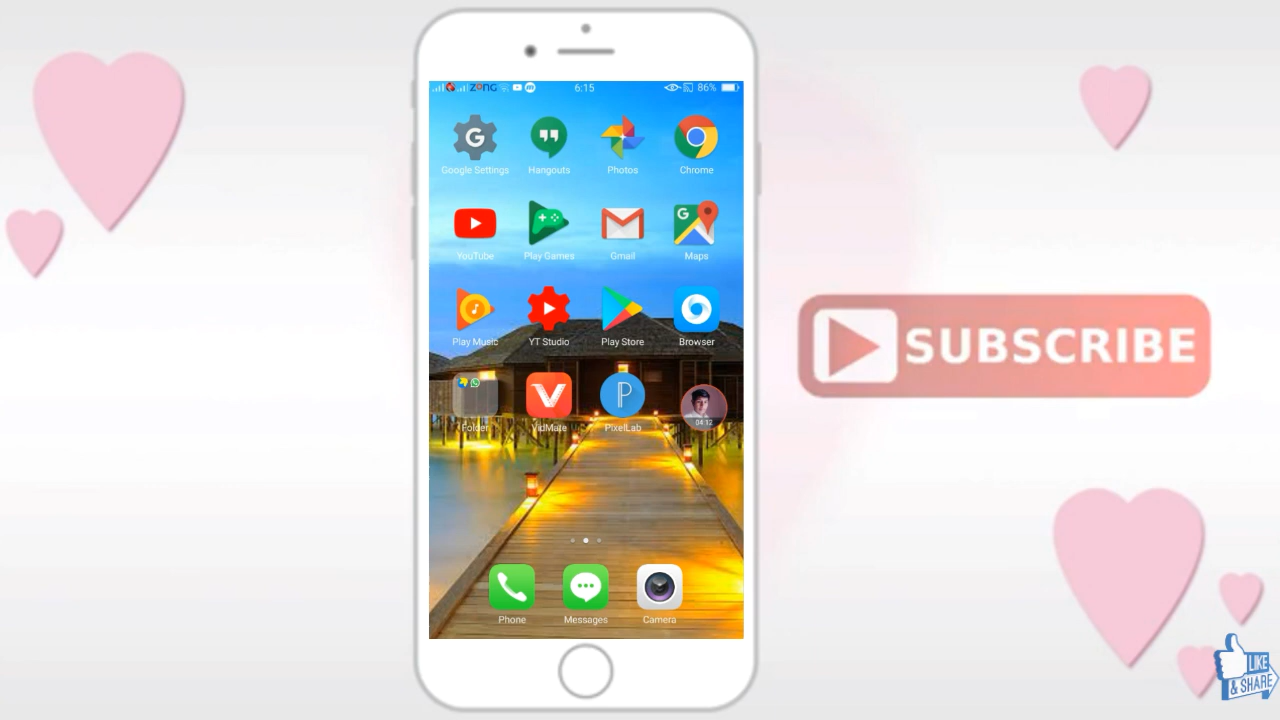 ZONG 6:15 86%
Google Settings Hangouts Photos Chrome
YouTube Play Games Gmail Maps
Play Music YT Studio Play Store Browser
04:12
Folder VidMate PixelLab
Phone Messages Camera
SUBSCRIBE
LIKE
& SHARE